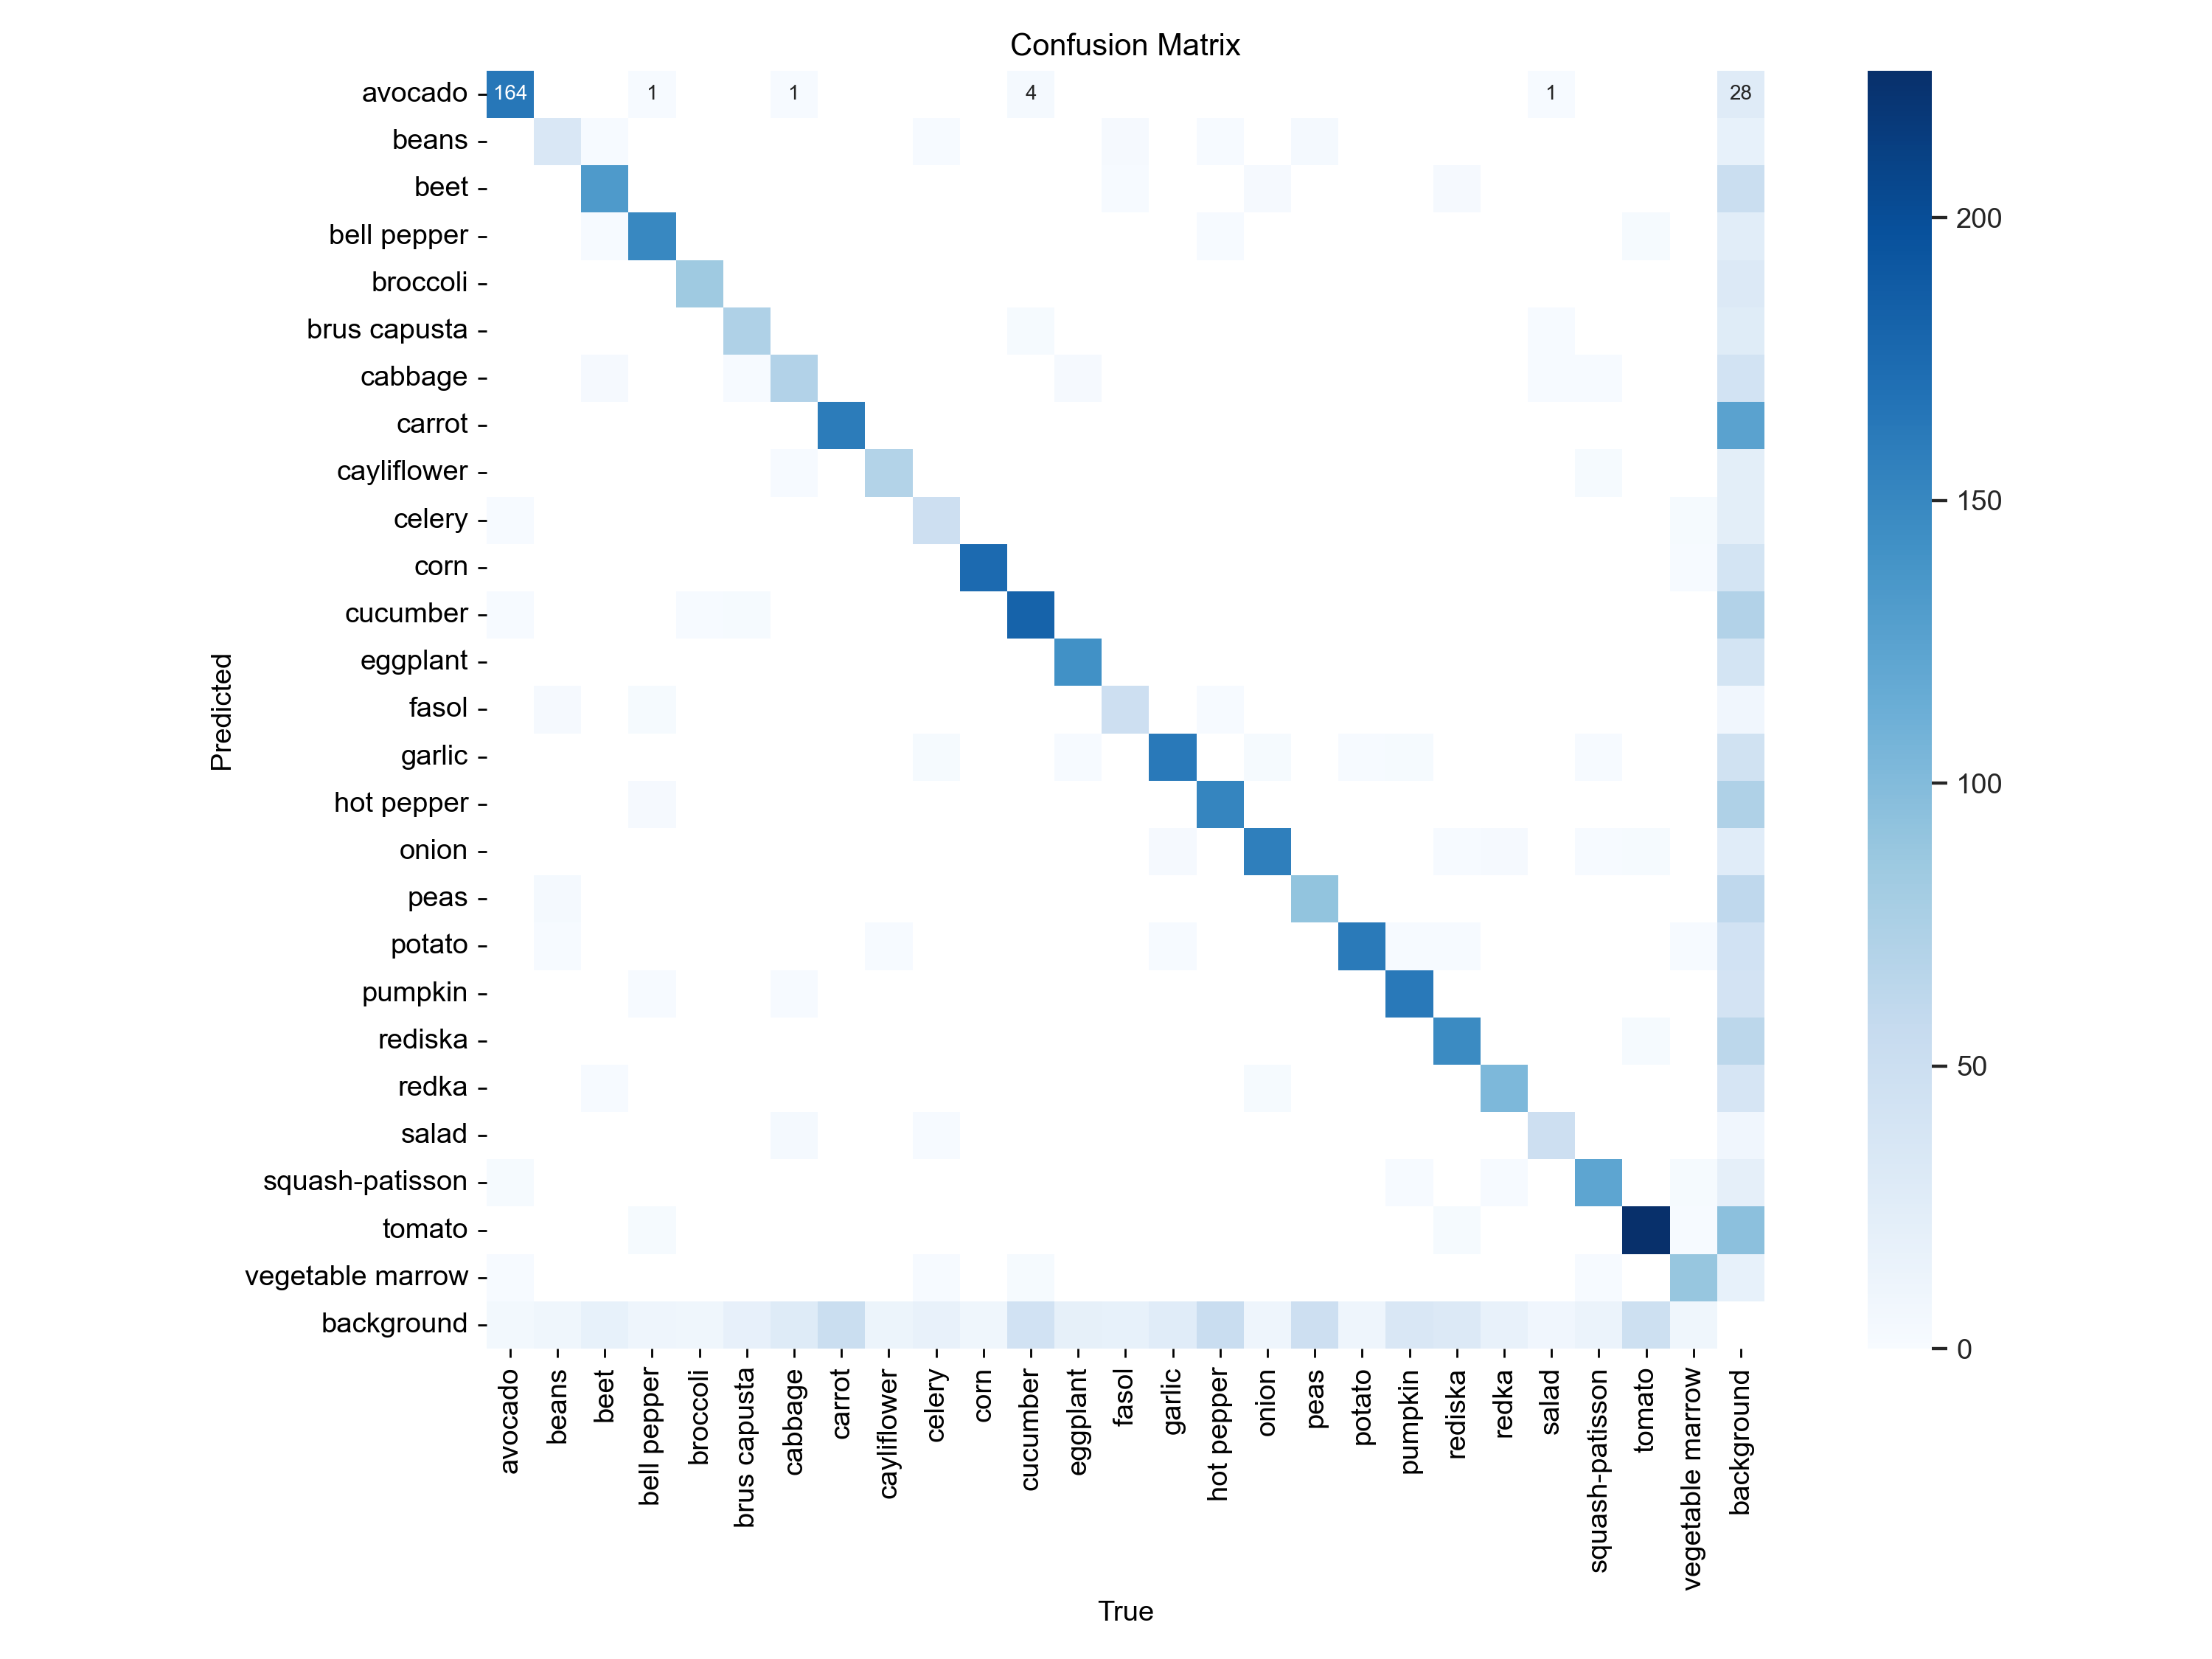 Confusion Matrix
avocado
164 1 1 4 1 28
beans
beet
bell pepper
200
broccoli
brus capusta
cabbage
carrot
cayliflower
150
celery
corn
cucumber
eggplant
Predicted
fasol
garlic
hot pepper
100
onion
peas
potato
pumpkin
rediska
50
redka
salad
squash-patisson
tomato
vegetable marrow
background
0
avocado
beans
beet
bell pepper
broccoli
brus capusta
cabbage
carrot
cayliflower
celery
corn
cucumber
eggplant
fasol
garlic
hot pepper
onion
peas
potato
pumpkin
rediska
redka
salad
squash-patisson
tomato
vegetable marrow
background
True